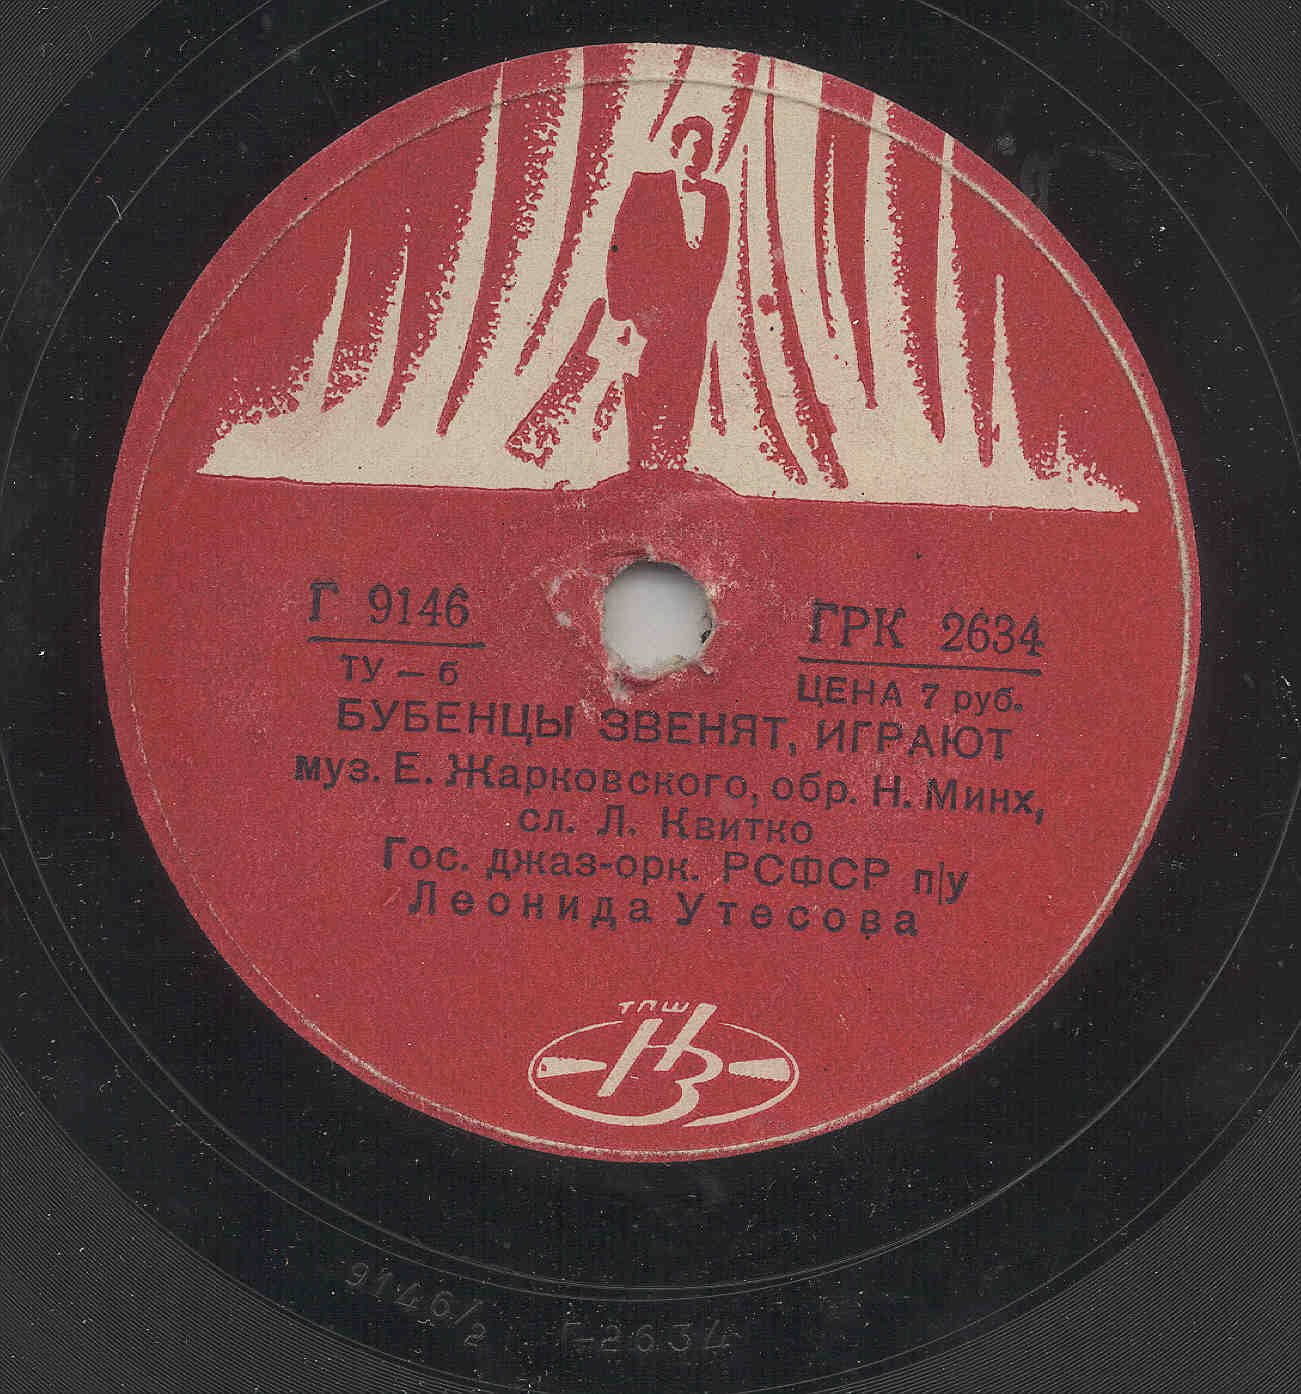 Г 9146
ГРК 2634
ТУ — б
ЦЕНА 7 руб.
БУБЕНЦЫ ЗВЕНЯТ, ИГРАЮТ
муз. Е. Жарковского, обр. Н. Минх,
сл. Л. Квитко
Гос. джаз-орк. РСФСР п/у
Леонида Утесова
ТПШ
НЗ
9146/2 Г-2634